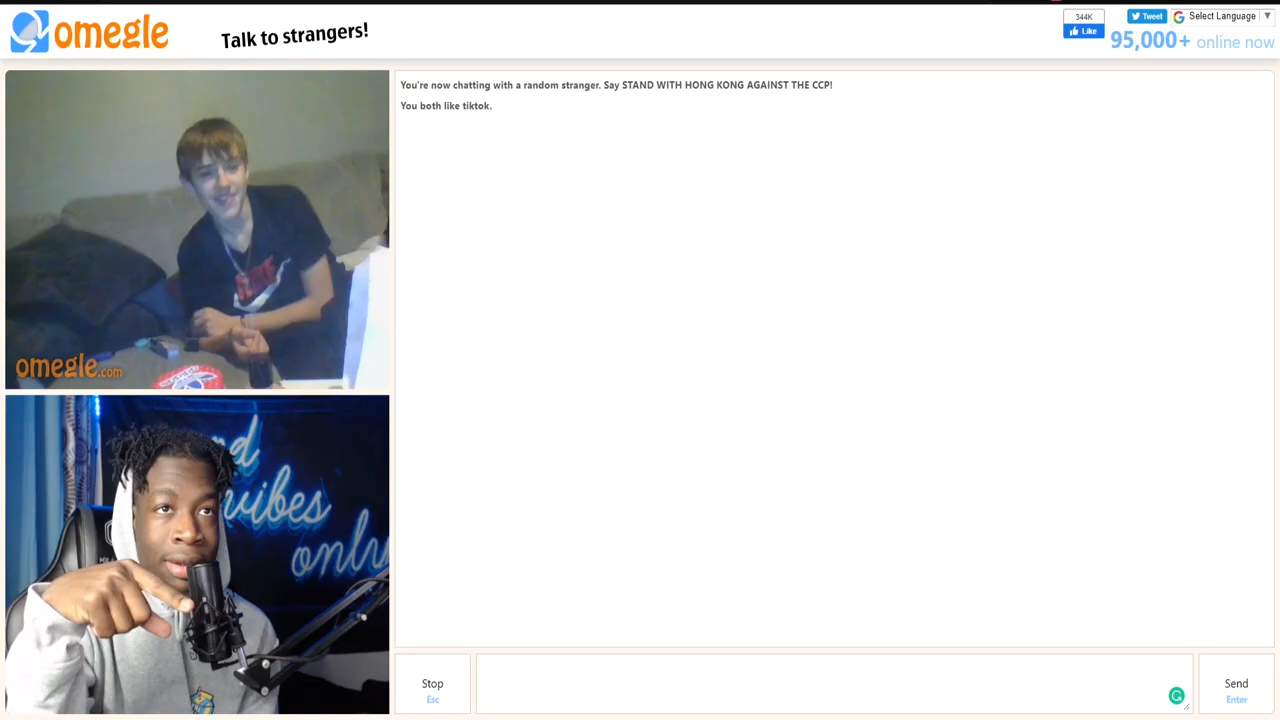 omegle
Talk to strangers!
344K
Like
Tweet
Select Language
95,000+ online now
You're now chatting with a random stranger. Say STAND WITH HONG KONG AGAINST THE CCP!
You both like tiktok.
omegle.com
vibes
only
Stop
Esc
Send
Enter